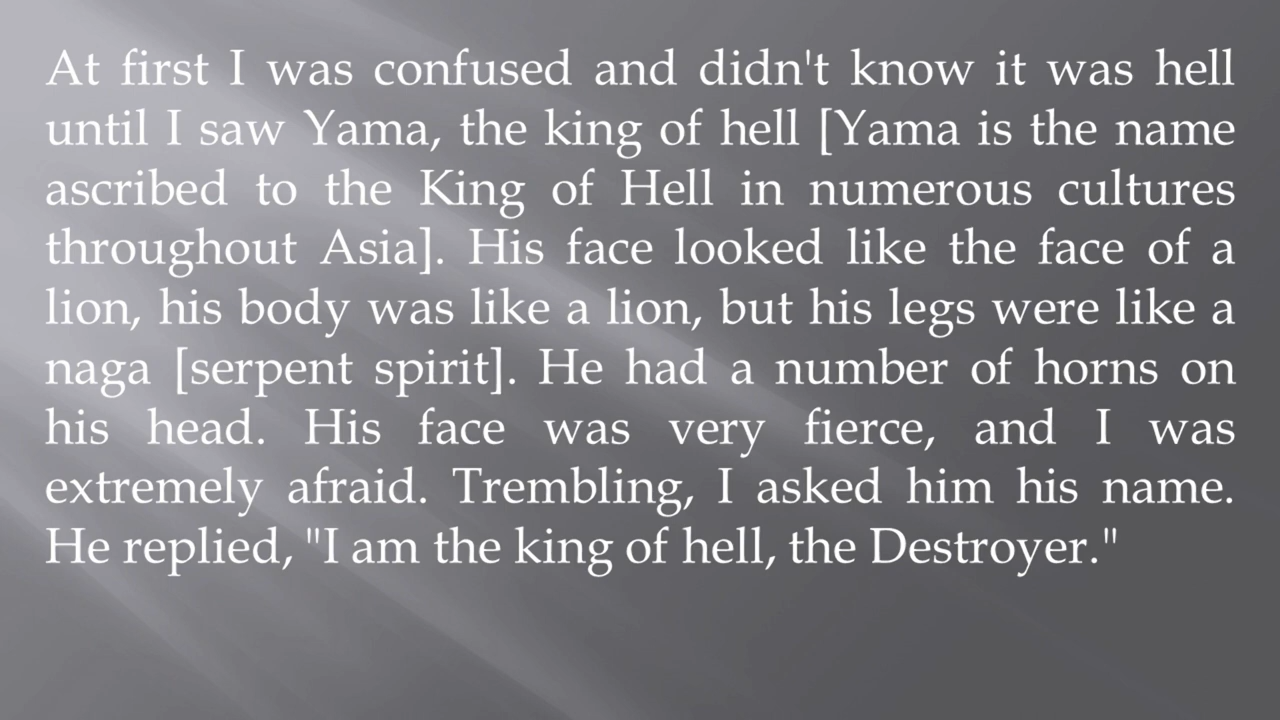 At first I was confused and didn't know it was hell
until I saw Yama, the king of hell [Yama is the name
ascribed to the King of Hell in numerous cultures
throughout Asia]. His face looked like the face of a
lion, his body was like a lion, but his legs were like a
naga [serpent spirit]. He had a number of horns on
his head. His face was very fierce, and I was
extremely afraid. Trembling, I asked him his name.
He replied, "I am the king of hell, the Destroyer."